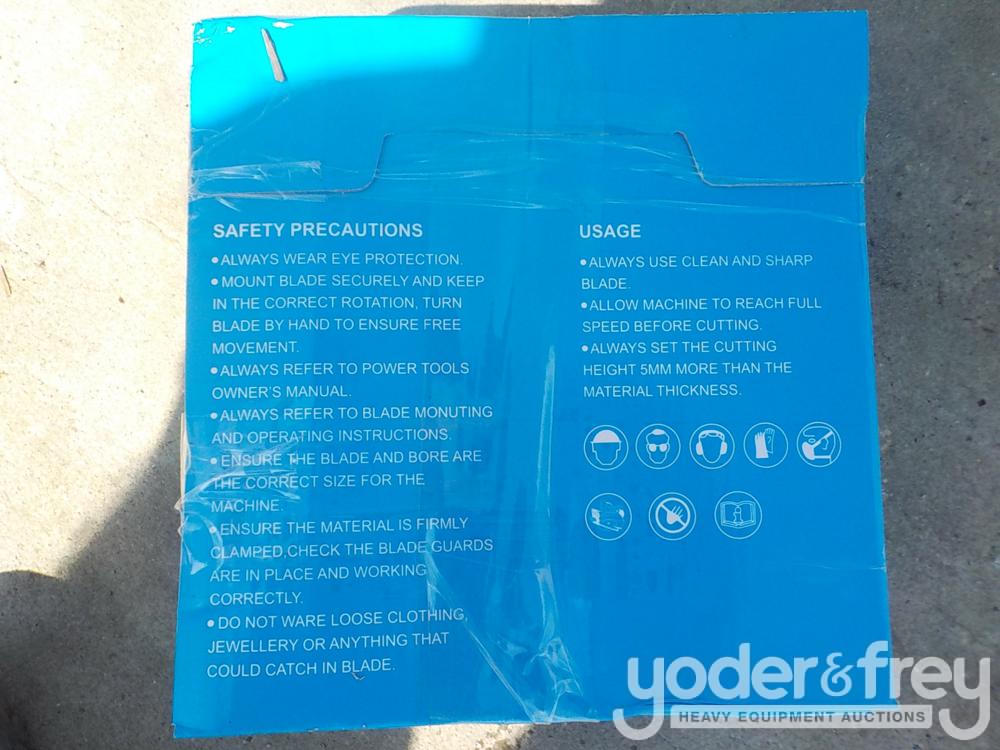 SAFETY PRECAUTIONS
•ALWAYS WEAR EYE PROTECTION.
•MOUNT BLADE SECURELY AND KEEP
IN THE CORRECT ROTATION, TURN
BLADE BY HAND TO ENSURE FREE
MOVEMENT.
•ALWAYS REFER TO POWER TOOLS
OWNER'S MANUAL.
•ALWAYS REFER TO BLADE MONUTING
AND OPERATING INSTRUCTIONS.
•ENSURE THE BLADE AND BORE ARE
THE CORRECT SIZE FOR THE
MACHINE.
•ENSURE THE MATERIAL IS FIRMLY
CLAMPED,CHECK THE BLADE GUARDS
ARE IN PLACE AND WORKING
CORRECTLY.
•DO NOT WARE LOOSE CLOTHING,
JEWELLERY OR ANYTHING THAT
COULD CATCH IN BLADE.
USAGE
•ALWAYS USE CLEAN AND SHARP
BLADE.
•ALLOW MACHINE TO REACH FULL
SPEED BEFORE CUTTING.
•ALWAYS SET THE CUTTING
HEIGHT 5MM MORE THAN THE
MATERIAL THICKNESS.
yoder&frey
HEAVY EQUIPMENT AUCTIONS